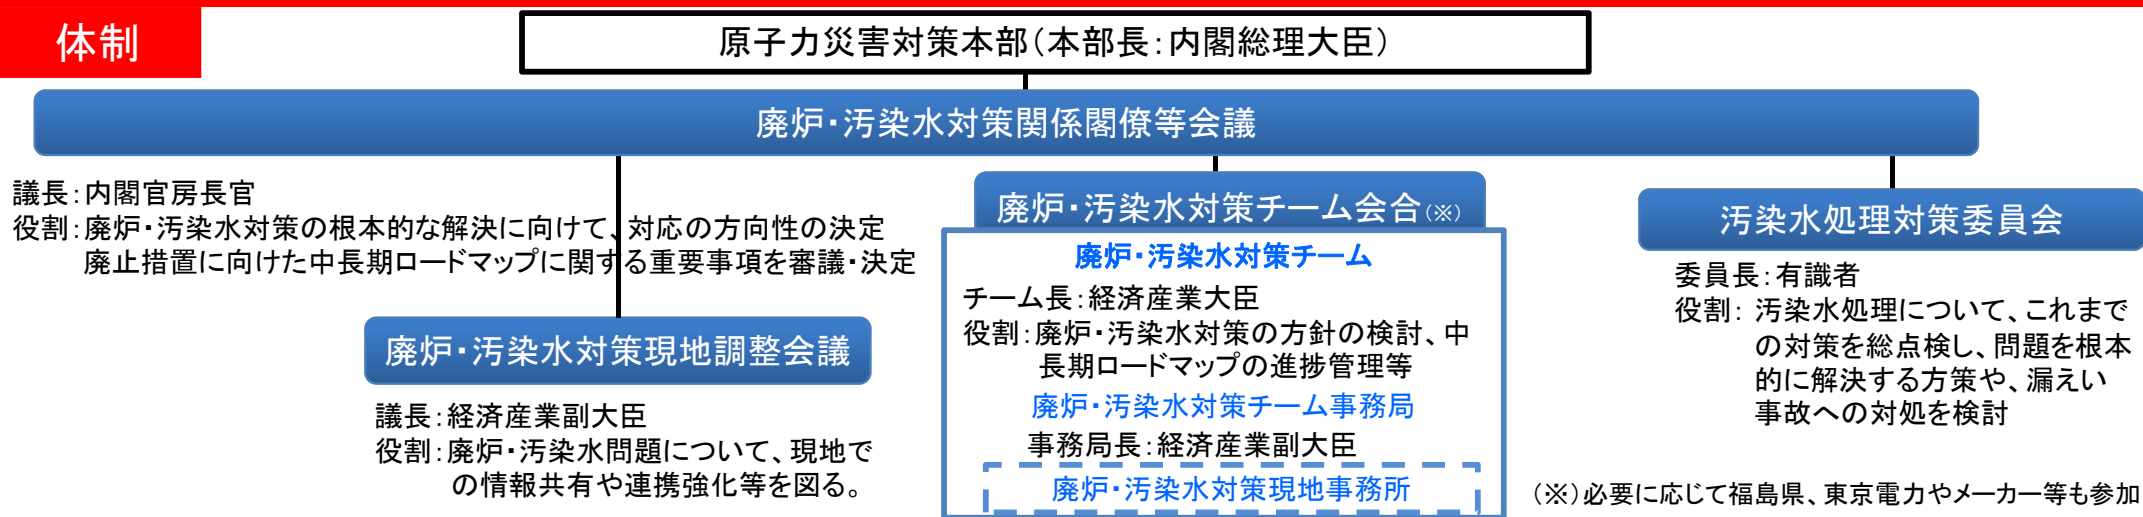 体制
原子力災害対策本部（本部長：内閣総理大臣）
廃炉・汚染水対策関係閣僚等会議
議長：内閣官房長官
役割：廃炉・汚染水対策の根本的な解決に向けて、対応の方向性の決定
廃止措置に向けた中長期ロードマップに関する重要事項を審議・決定
廃炉・汚染水対策現地調整会議
議長：経済産業副大臣
役割：廃炉・汚染水問題について、現地で
の情報共有や連携強化等を図る。
廃炉・汚染水対策チーム会合（※）
廃炉・汚染水対策チーム
チーム長：経済産業大臣
役割：廃炉・汚染水対策の方針の検討、中
長期ロードマップの進捗管理等
廃炉・汚染水対策チーム事務局
事務局長：経済産業副大臣
廃炉・汚染水対策現地事務所
汚染水処理対策委員会
委員長：有識者
役割： 汚染水処理について、これまで
の対策を総点検し、問題を根本
的に解決する方策や、漏えい
事故への対処を検討
（※）必要に応じて福島県、東京電力やメーカー等も参加